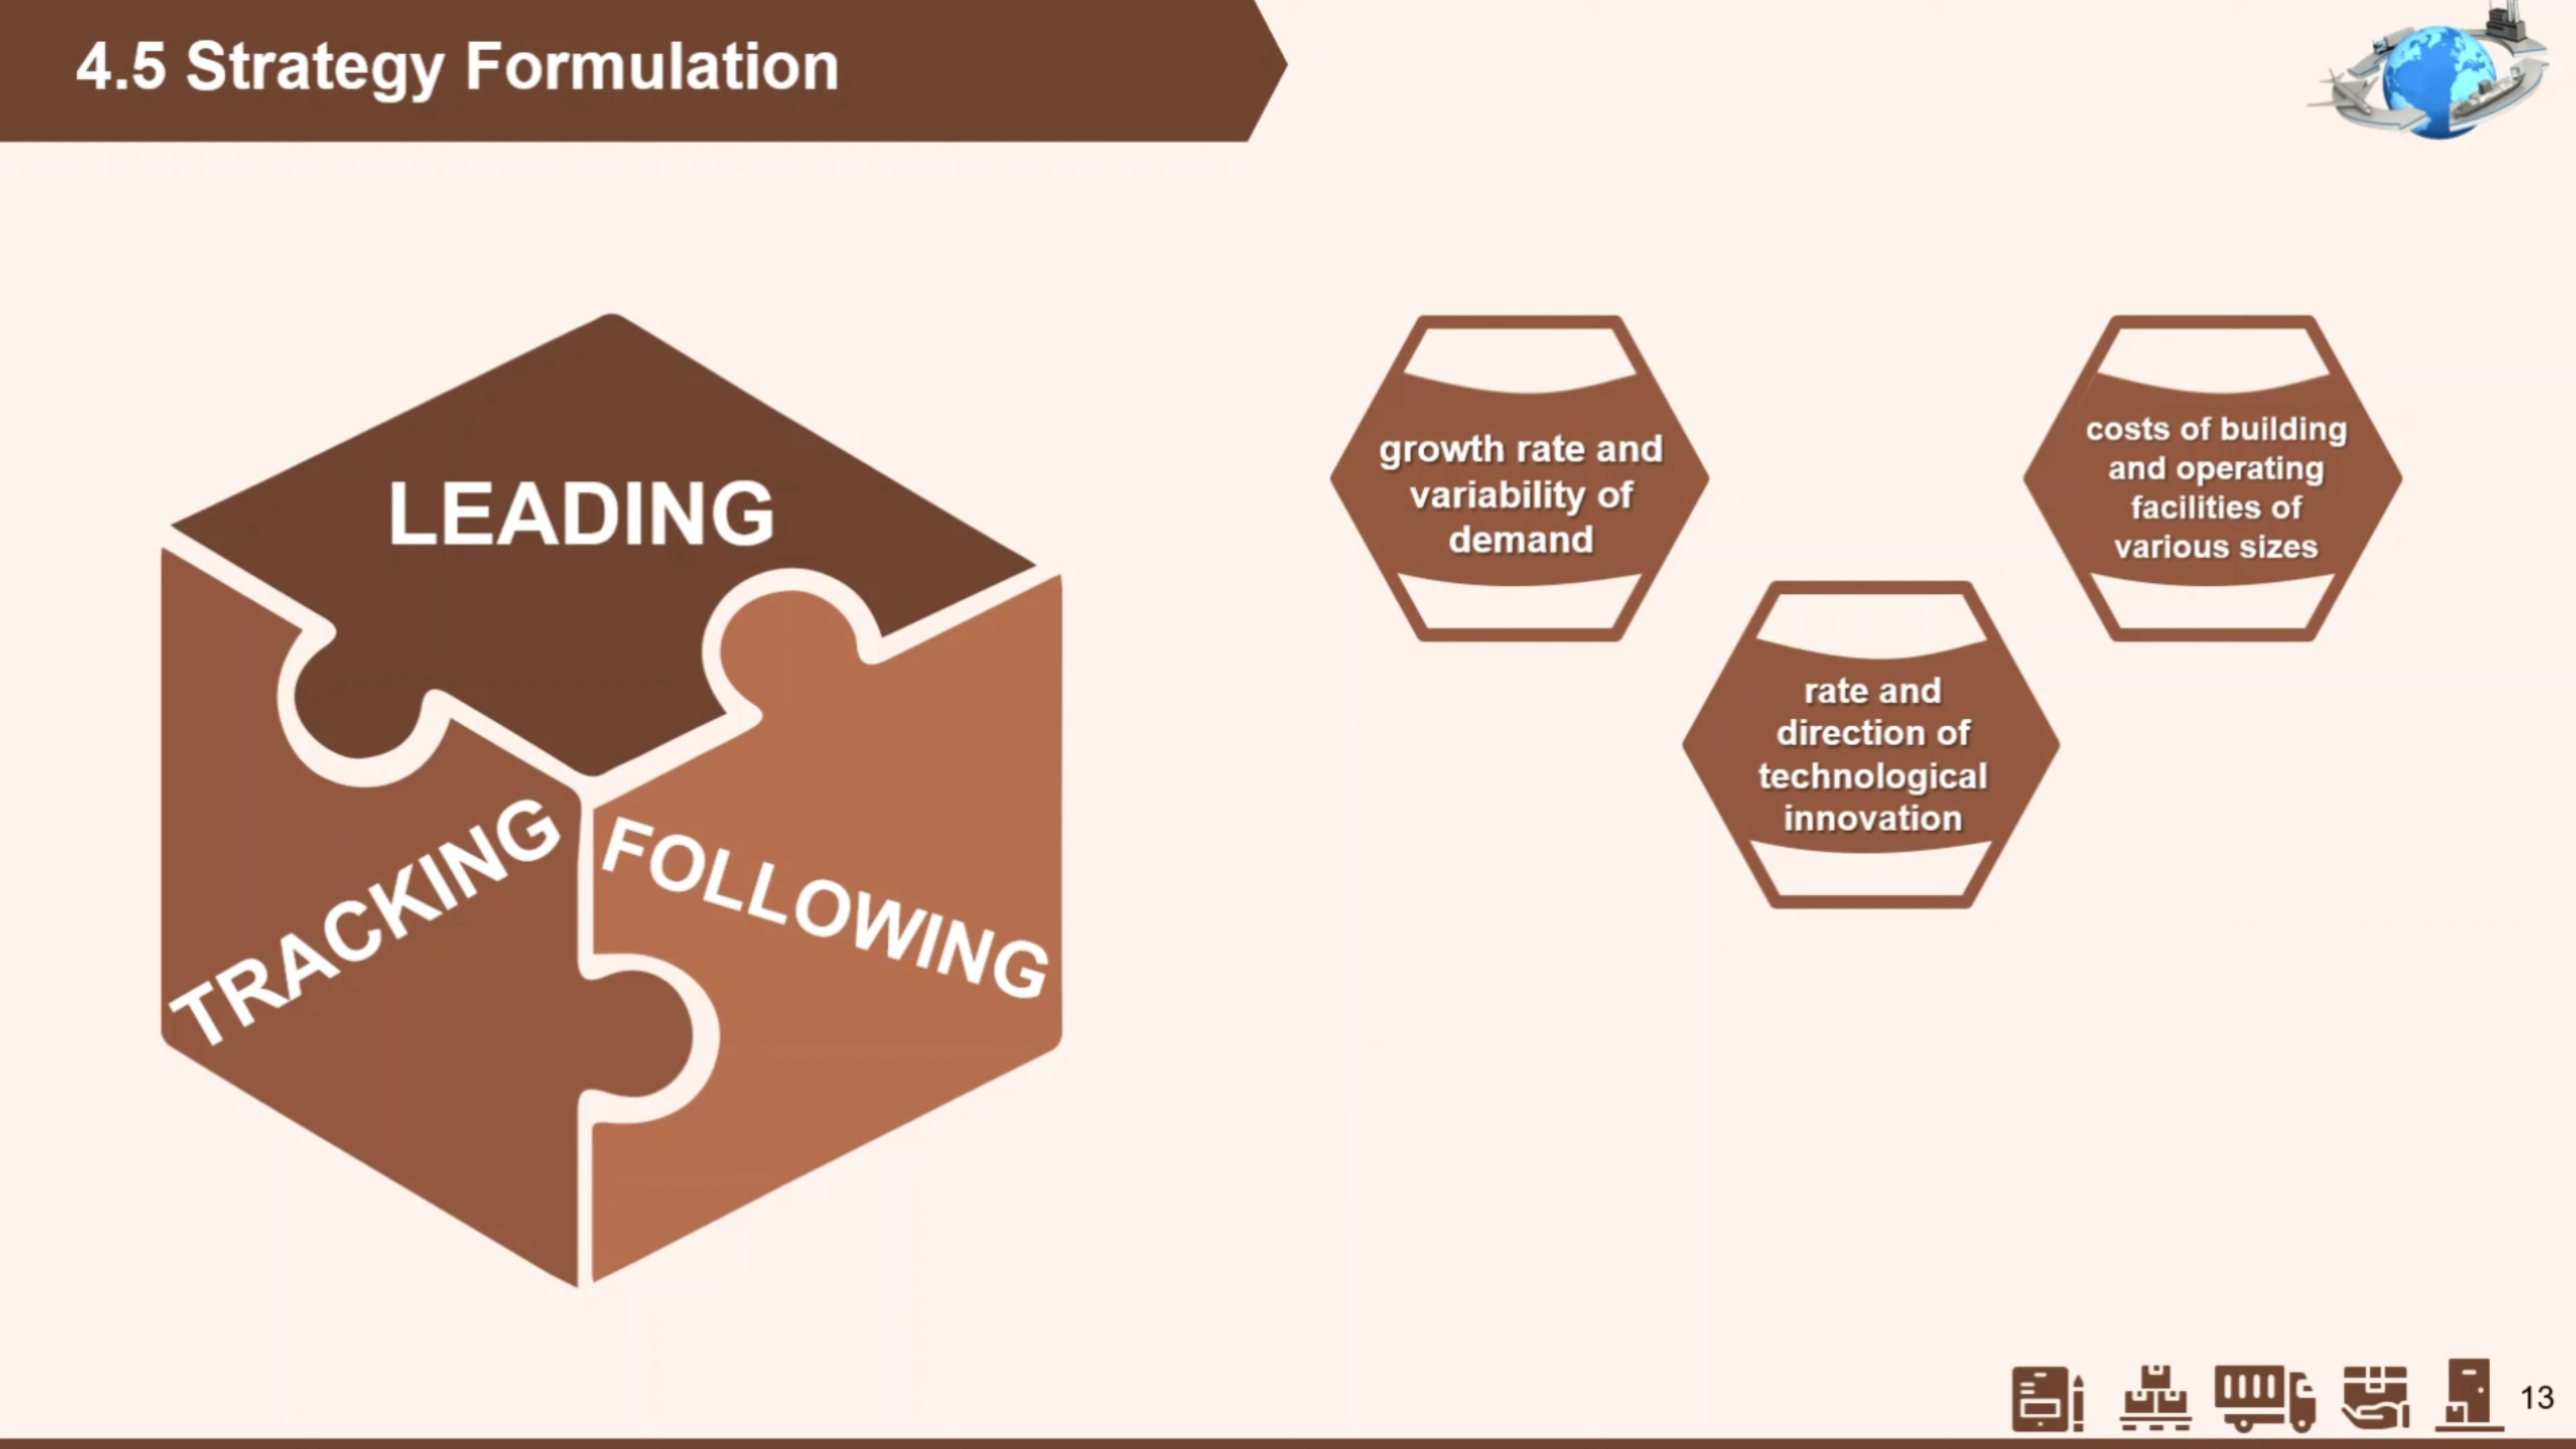 4.5 Strategy Formulation
LEADING
TRACKING
FOLLOWING
growth rate and
variability of
demand
rate and
direction of
technological
innovation
costs of building
and operating
facilities of
various sizes
13